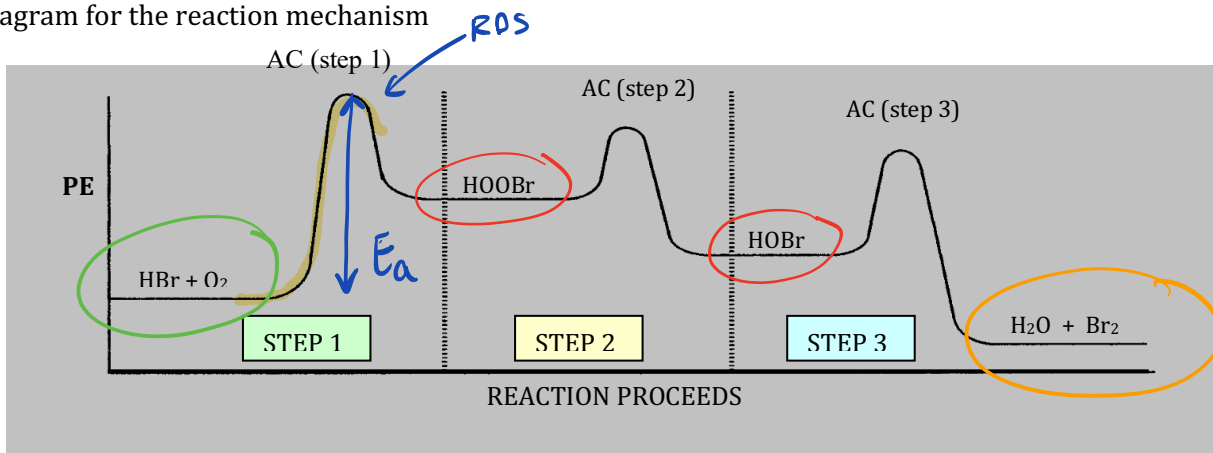 agram for the reaction mechanism
RDS
AC (step 1)
AC (step 2)
AC (step 3)
PE
HOOBr
HOBr
Ea
HBr + O₂
H₂O + Br₂
STEP 1
STEP 2
STEP 3
REACTION PROCEEDS